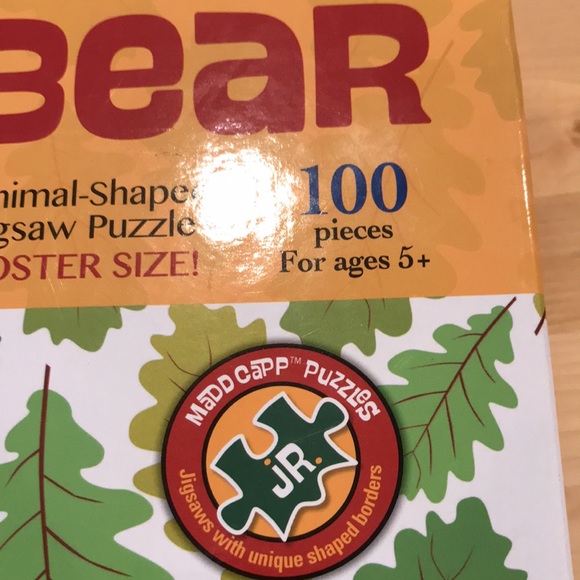 BeaR
nimal-Shaped
gsaw Puzzle
OSTER SIZE!
100
pieces
For ages 5+
MaDD CaPP™ PuZZLeS
JR.
Jigsaws with unique shaped borders